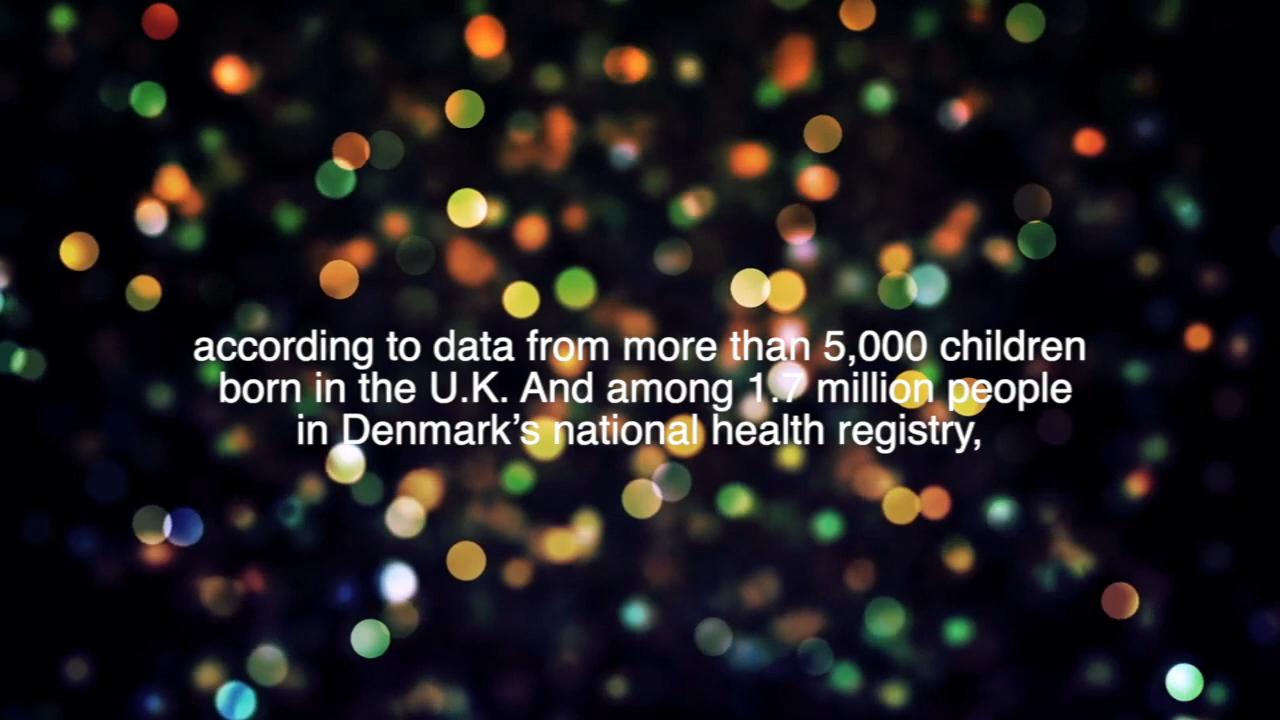 according to data from more than 5,000 children
born in the U.K. And among 1.7 million people
in Denmark’s national health registry,